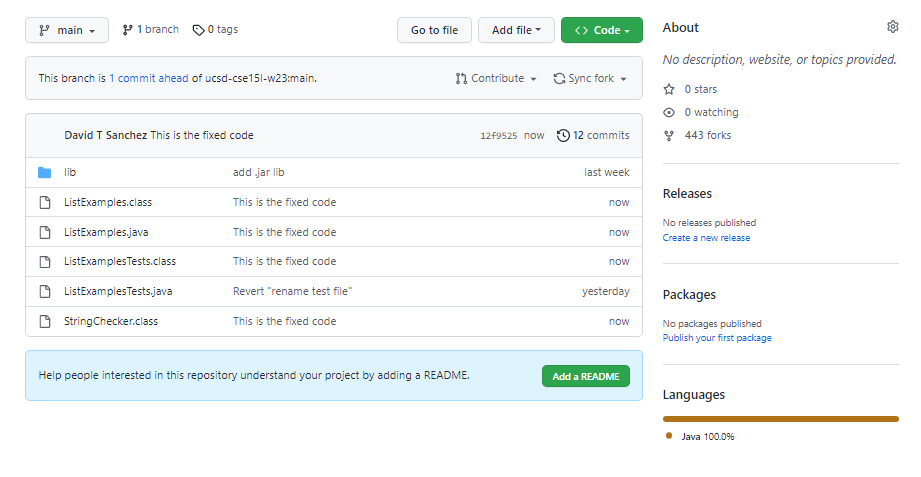 main
1 branch
0 tags
Go to file
Add file
Code
This branch is 1 commit ahead of ucsd-cse15l-w23:main.
Contribute
Sync fork
David T Sanchez This is the fixed code
12f9525 now
12 commits
lib add .jar lib last week
ListExamples.class This is the fixed code now
ListExamples.java This is the fixed code now
ListExamplesTests.class This is the fixed code now
ListExamplesTests.java Revert "rename test file" yesterday
StringChecker.class This is the fixed code now
Help people interested in this repository understand your project by adding a README.
Add a README
About
No description, website, or topics provided.
0 stars
0 watching
443 forks
Releases
No releases published
Create a new release
Packages
No packages published
Publish your first package
Languages
Java 100.0%